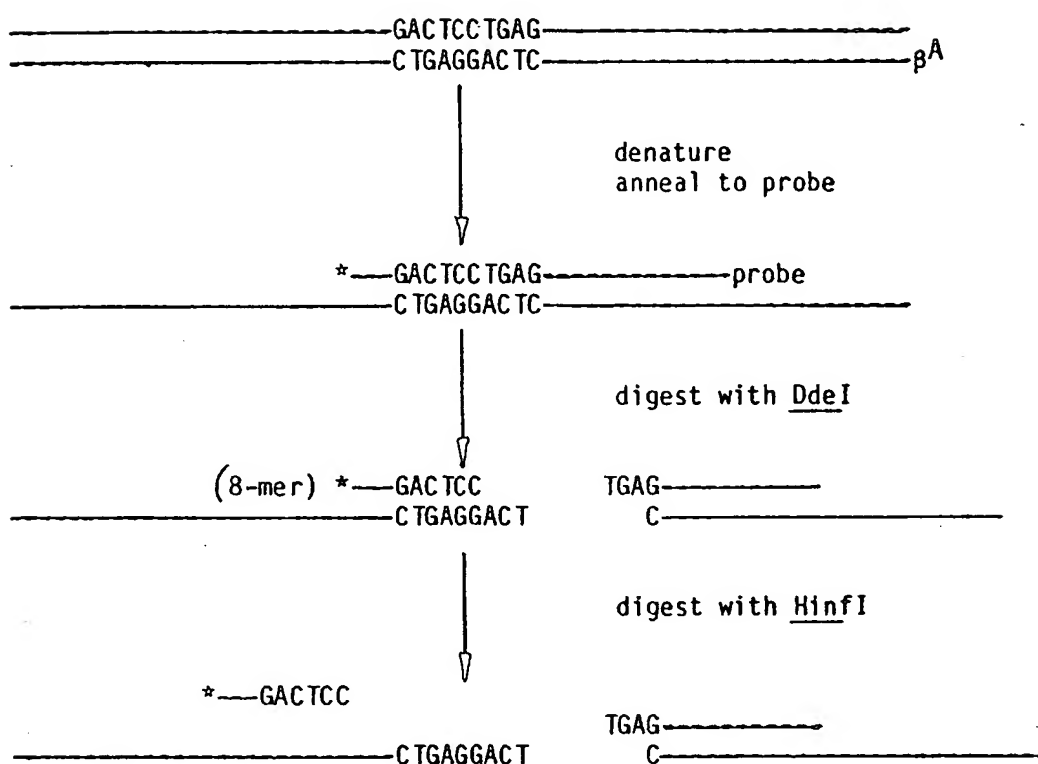 GACTCCTGAG
CTGAGGACTC βA
denature
anneal to probe
*—GACTCCTGAG—probe
CTGAGGACTC
digest with DdeI
(8-mer) *—GACTCC TGAG
CTGAGGACT C
digest with HinfI
*—GACTCC
TGAG
CTGAGGACT C